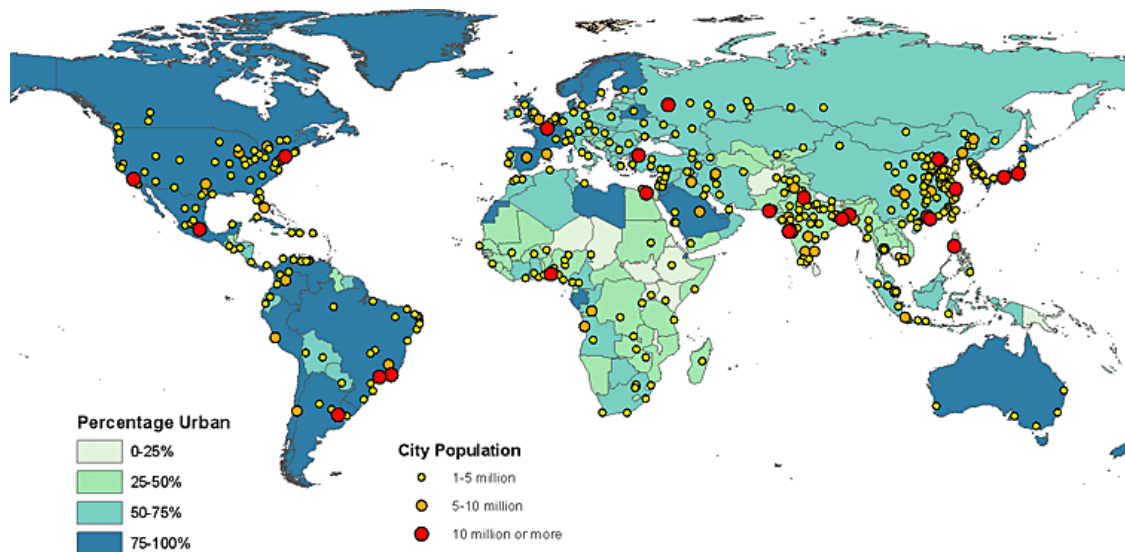 Percentage Urban
0-25%
25-50%
50-75%
75-100%
City Population
1-5 million
5-10 million
10 million or more